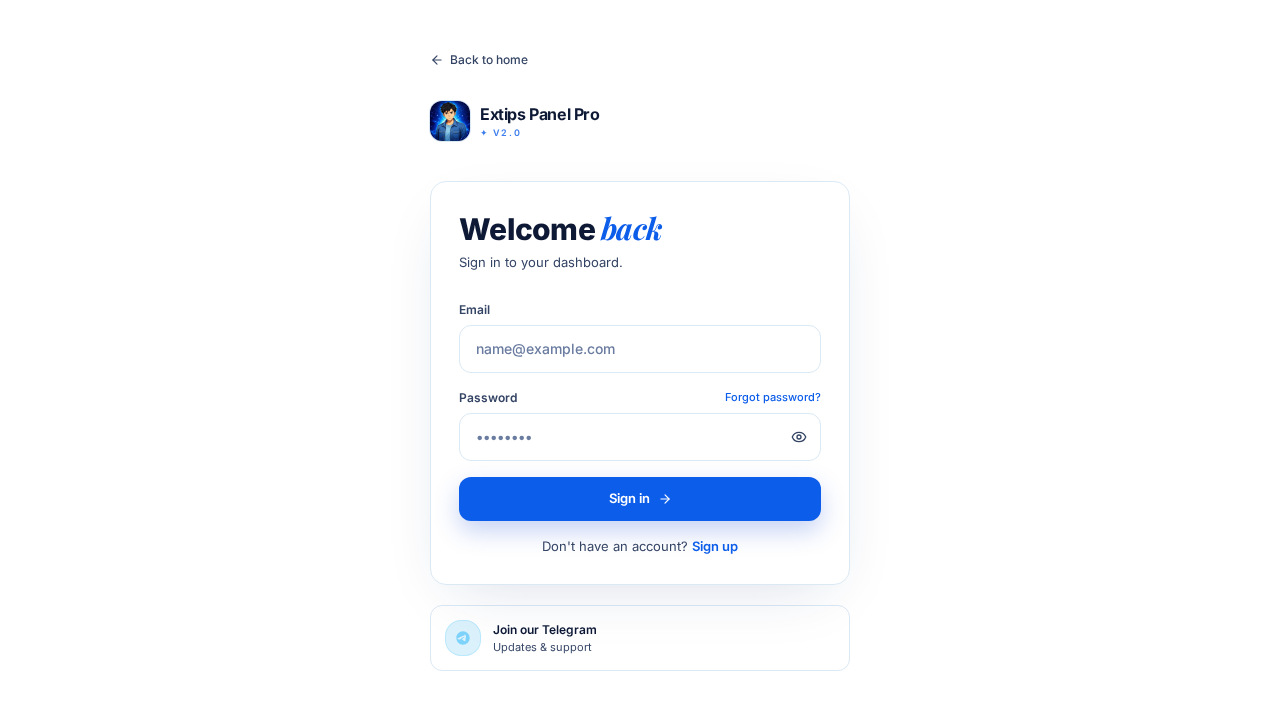 Back to home
Extips Panel Pro
✦ V2.0
Welcome back
Sign in to your dashboard.
Email
name@example.com
Password Forgot password?
••••••••
Sign in →
Don't have an account? Sign up
Join our Telegram
Updates & support